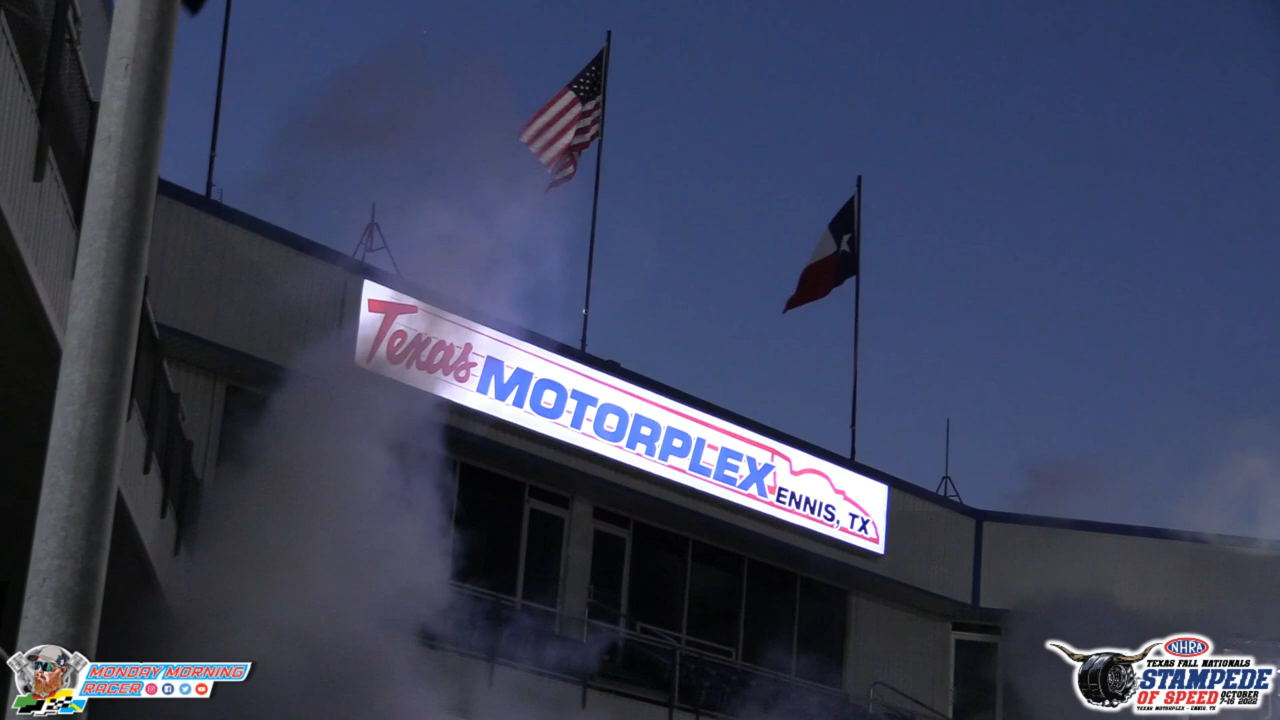 Texas MOTORPLEX ENNIS, TX
MONDAY MORNING
RACER
NHRA
TEXAS FALL NATIONALS
STAMPEDE
OF SPEED OCTOBER
7-16 2022
TEXAS MOTORPLEX - ENNIS, TX